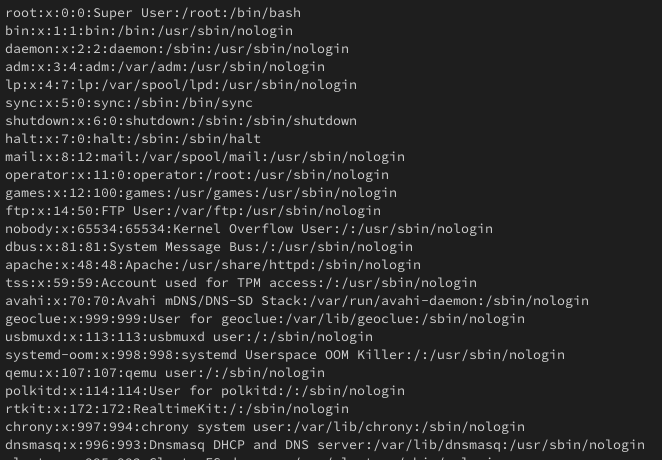 root:x:0:0:Super User:/root:/bin/bash
bin:x:1:1:bin:/bin:/usr/sbin/nologin
daemon:x:2:2:daemon:/sbin:/usr/sbin/nologin
adm:x:3:4:adm:/var/adm:/usr/sbin/nologin
lp:x:4:7:lp:/var/spool/lpd:/usr/sbin/nologin
sync:x:5:0:sync:/sbin:/bin/sync
shutdown:x:6:0:shutdown:/sbin:/sbin/shutdown
halt:x:7:0:halt:/sbin:/sbin/halt
mail:x:8:12:mail:/var/spool/mail:/usr/sbin/nologin
operator:x:11:0:operator:/root:/usr/sbin/nologin
games:x:12:100:games:/usr/games:/usr/sbin/nologin
ftp:x:14:50:FTP User:/var/ftp:/usr/sbin/nologin
nobody:x:65534:65534:Kernel Overflow User:/:/usr/sbin/nologin
dbus:x:81:81:System Message Bus:/:/usr/sbin/nologin
apache:x:48:48:Apache:/usr/share/httpd:/sbin/nologin
tss:x:59:59:Account used for TPM access:/:/usr/sbin/nologin
avahi:x:70:70:Avahi mDNS/DNS-SD Stack:/var/run/avahi-daemon:/sbin/nologin
geoclue:x:999:999:User for geoclue:/var/lib/geoclue:/sbin/nologin
usbmuxd:x:113:113:usbmuxd user:/:/sbin/nologin
systemd-oom:x:998:998:systemd Userspace OOM Killer:/:/usr/sbin/nologin
qemu:x:107:107:qemu user:/:/sbin/nologin
polkitd:x:114:114:User for polkitd:/:/sbin/nologin
rtkit:x:172:172:RealtimeKit:/:/sbin/nologin
chrony:x:997:994:chrony system user:/var/lib/chrony:/sbin/nologin
dnsmasq:x:996:993:Dnsmasq DHCP and DNS server:/var/lib/dnsmasq:/usr/sbin/nologin